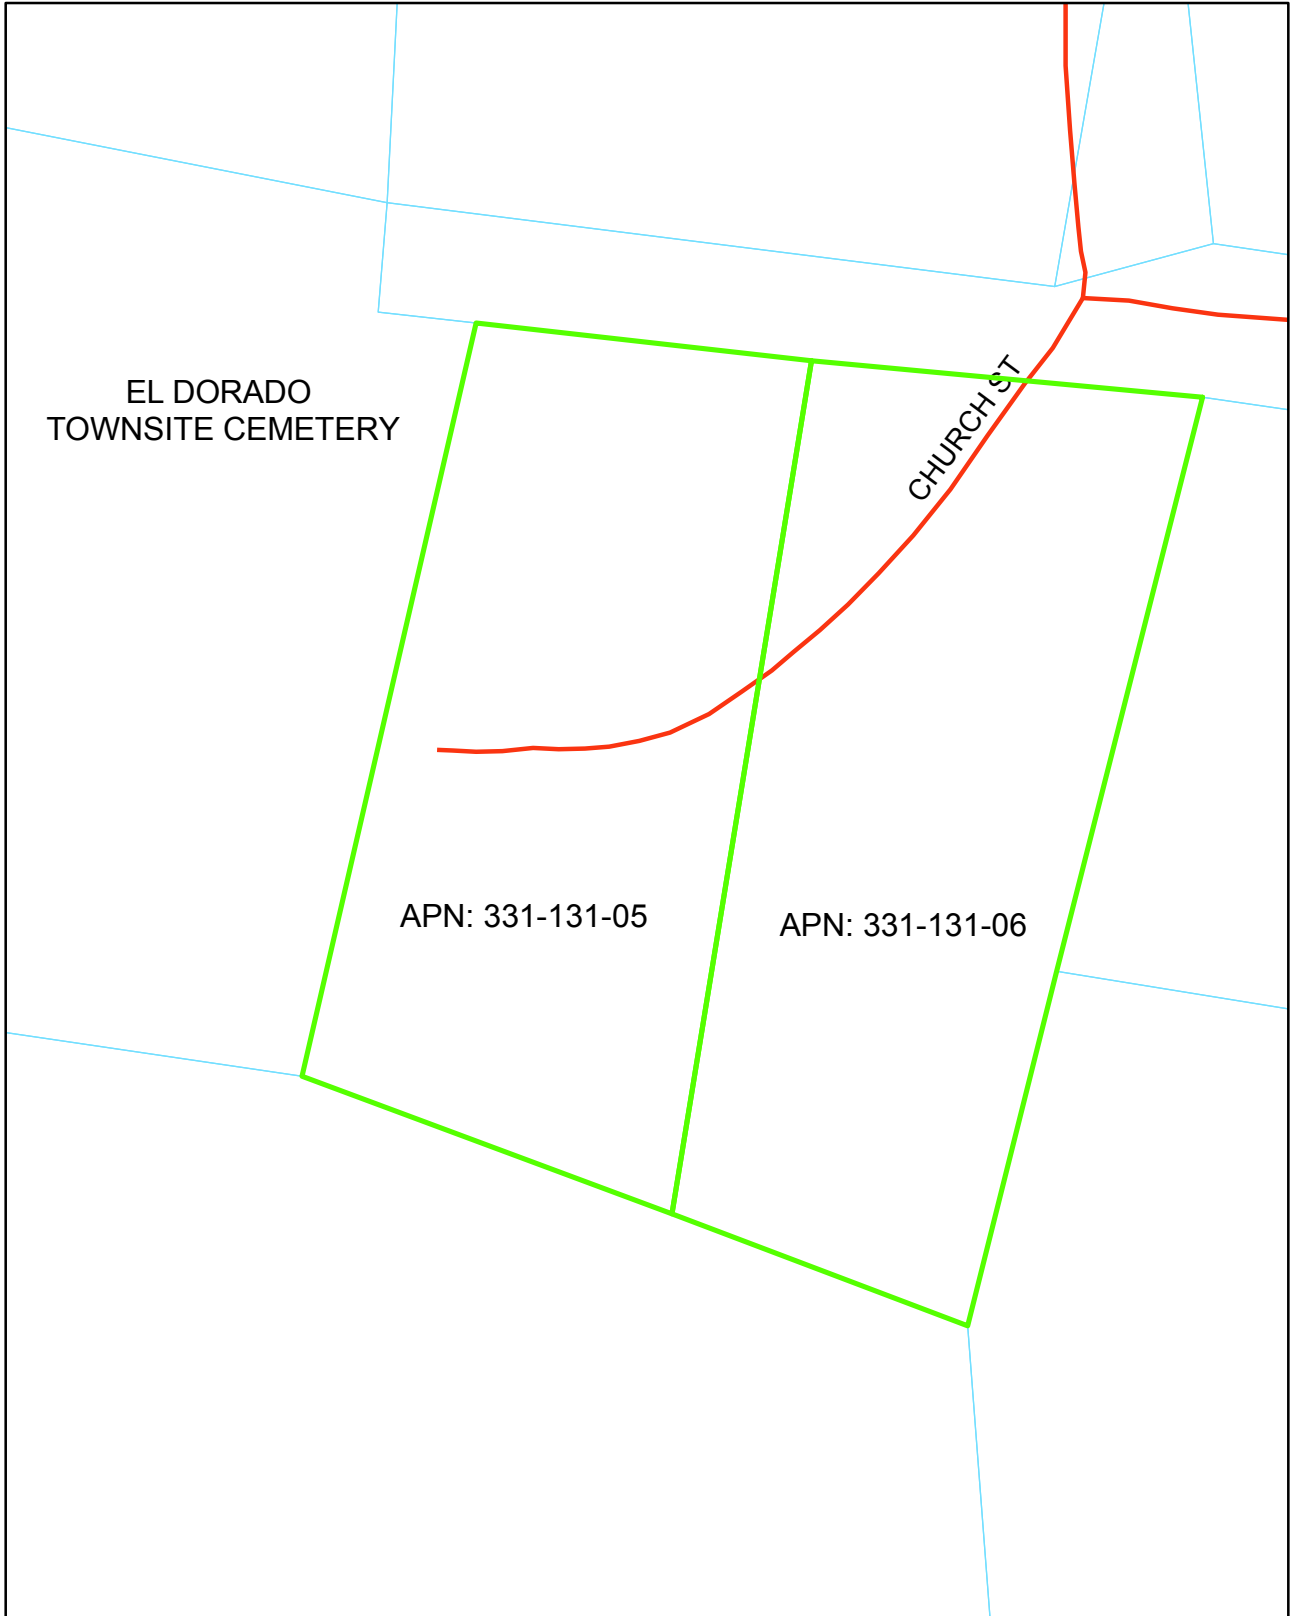 CHURCH ST
EL DORADO
TOWNSITE CEMETERY
APN: 331-131-05
APN: 331-131-06